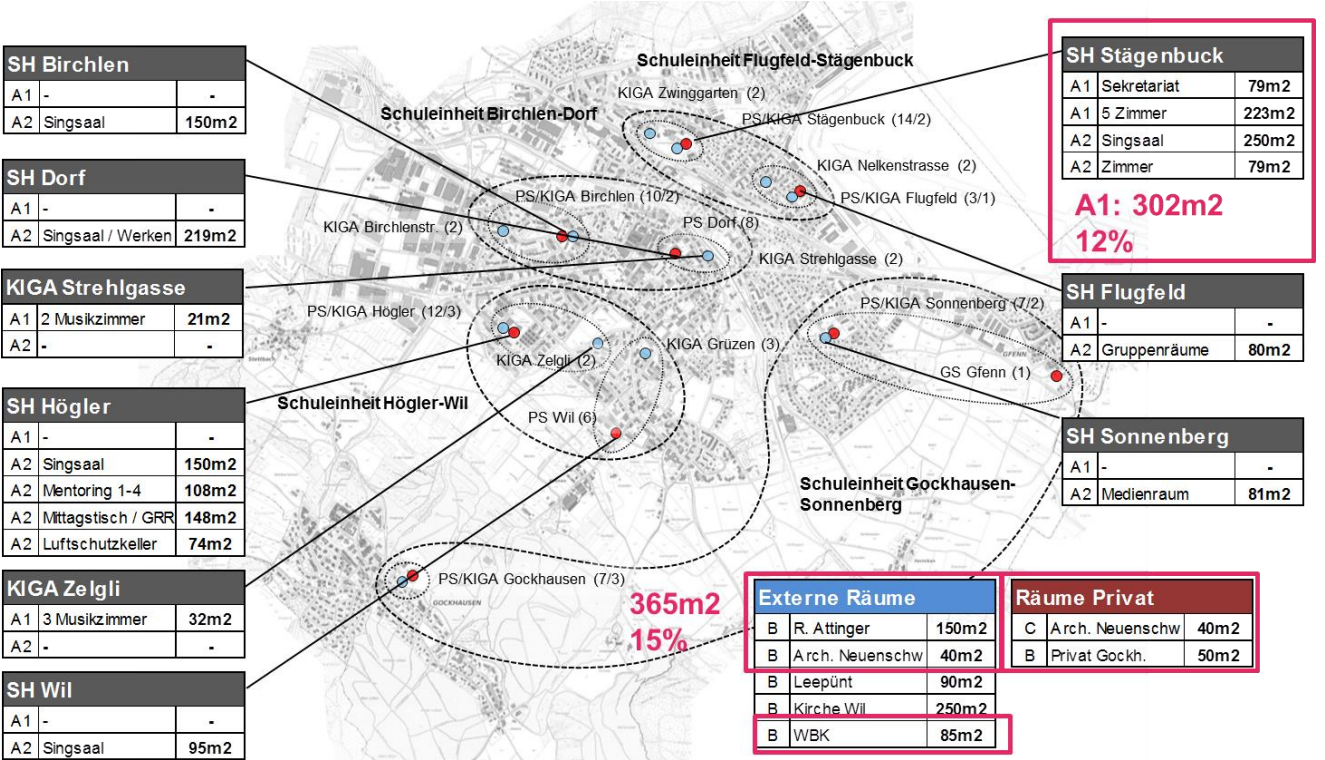 SH Birchlen
A1 - -
A2 Singsaal 150m2
SH Dorf
A1 - -
A2 Singsaal / Werken 219m2
KIGA Strehlgasse
A1 2 Musikzimmer 21m2
A2 - -
SH Högler
A1 - -
A2 Singsaal 150m2
A2 Mentoring 1-4 108m2
A2 Mittagstisch / GRR 148m2
A2 Luftschutzkeller 74m2
KIGA Zelgli
A1 3 Musikzimmer 32m2
A2 - -
SH Wil
A1 - -
A2 Singsaal 95m2
Schuleinheit Flugfeld-Stägenbuck
KIGA Zwinggarten (2)
Schuleinheit Birchlen-Dorf
PS/KIGA Stägenbuck (14/2)
KIGA Nelkenstrasse (2)
PS/KIGA Birchlen (10/2)
PS/KIGA Flugfeld (3/1)
KIGA Birchlenstr. (2)
PS Dorf (8)
KIGA Strehlgasse (2)
PS/KIGA Högler (12/3)
PS/KIGA Sonnenberg (7/2)
KIGA Zelgli (2)
KIGA Grüzen (3)
GFENN
GS Gfenn (1)
Schuleinheit Högler-Wil
PS Wil (6)
Schuleinheit Gockhausen-
Sonnenberg
PS/KIGA Gockhausen (7/3)
GOCKHAUSEN
365m2
15%
SH Stägenbuck
A1 Sekretariat 79m2
A1 5 Zimmer 223m2
A2 Singsaal 250m2
A2 Zimmer 79m2
A1: 302m2
12%
SH Flugfeld
A1 - -
A2 Gruppenräume 80m2
SH Sonnenberg
A1 - -
A2 Medienraum 81m2
Externe Räume
B R. Attinger 150m2
B Arch. Neuenschw 40m2
B Leepünt 90m2
B Kirche Wil 250m2
B WBK 85m2
Räume Privat
C Arch. Neuenschw 40m2
B Privat Gockh. 50m2